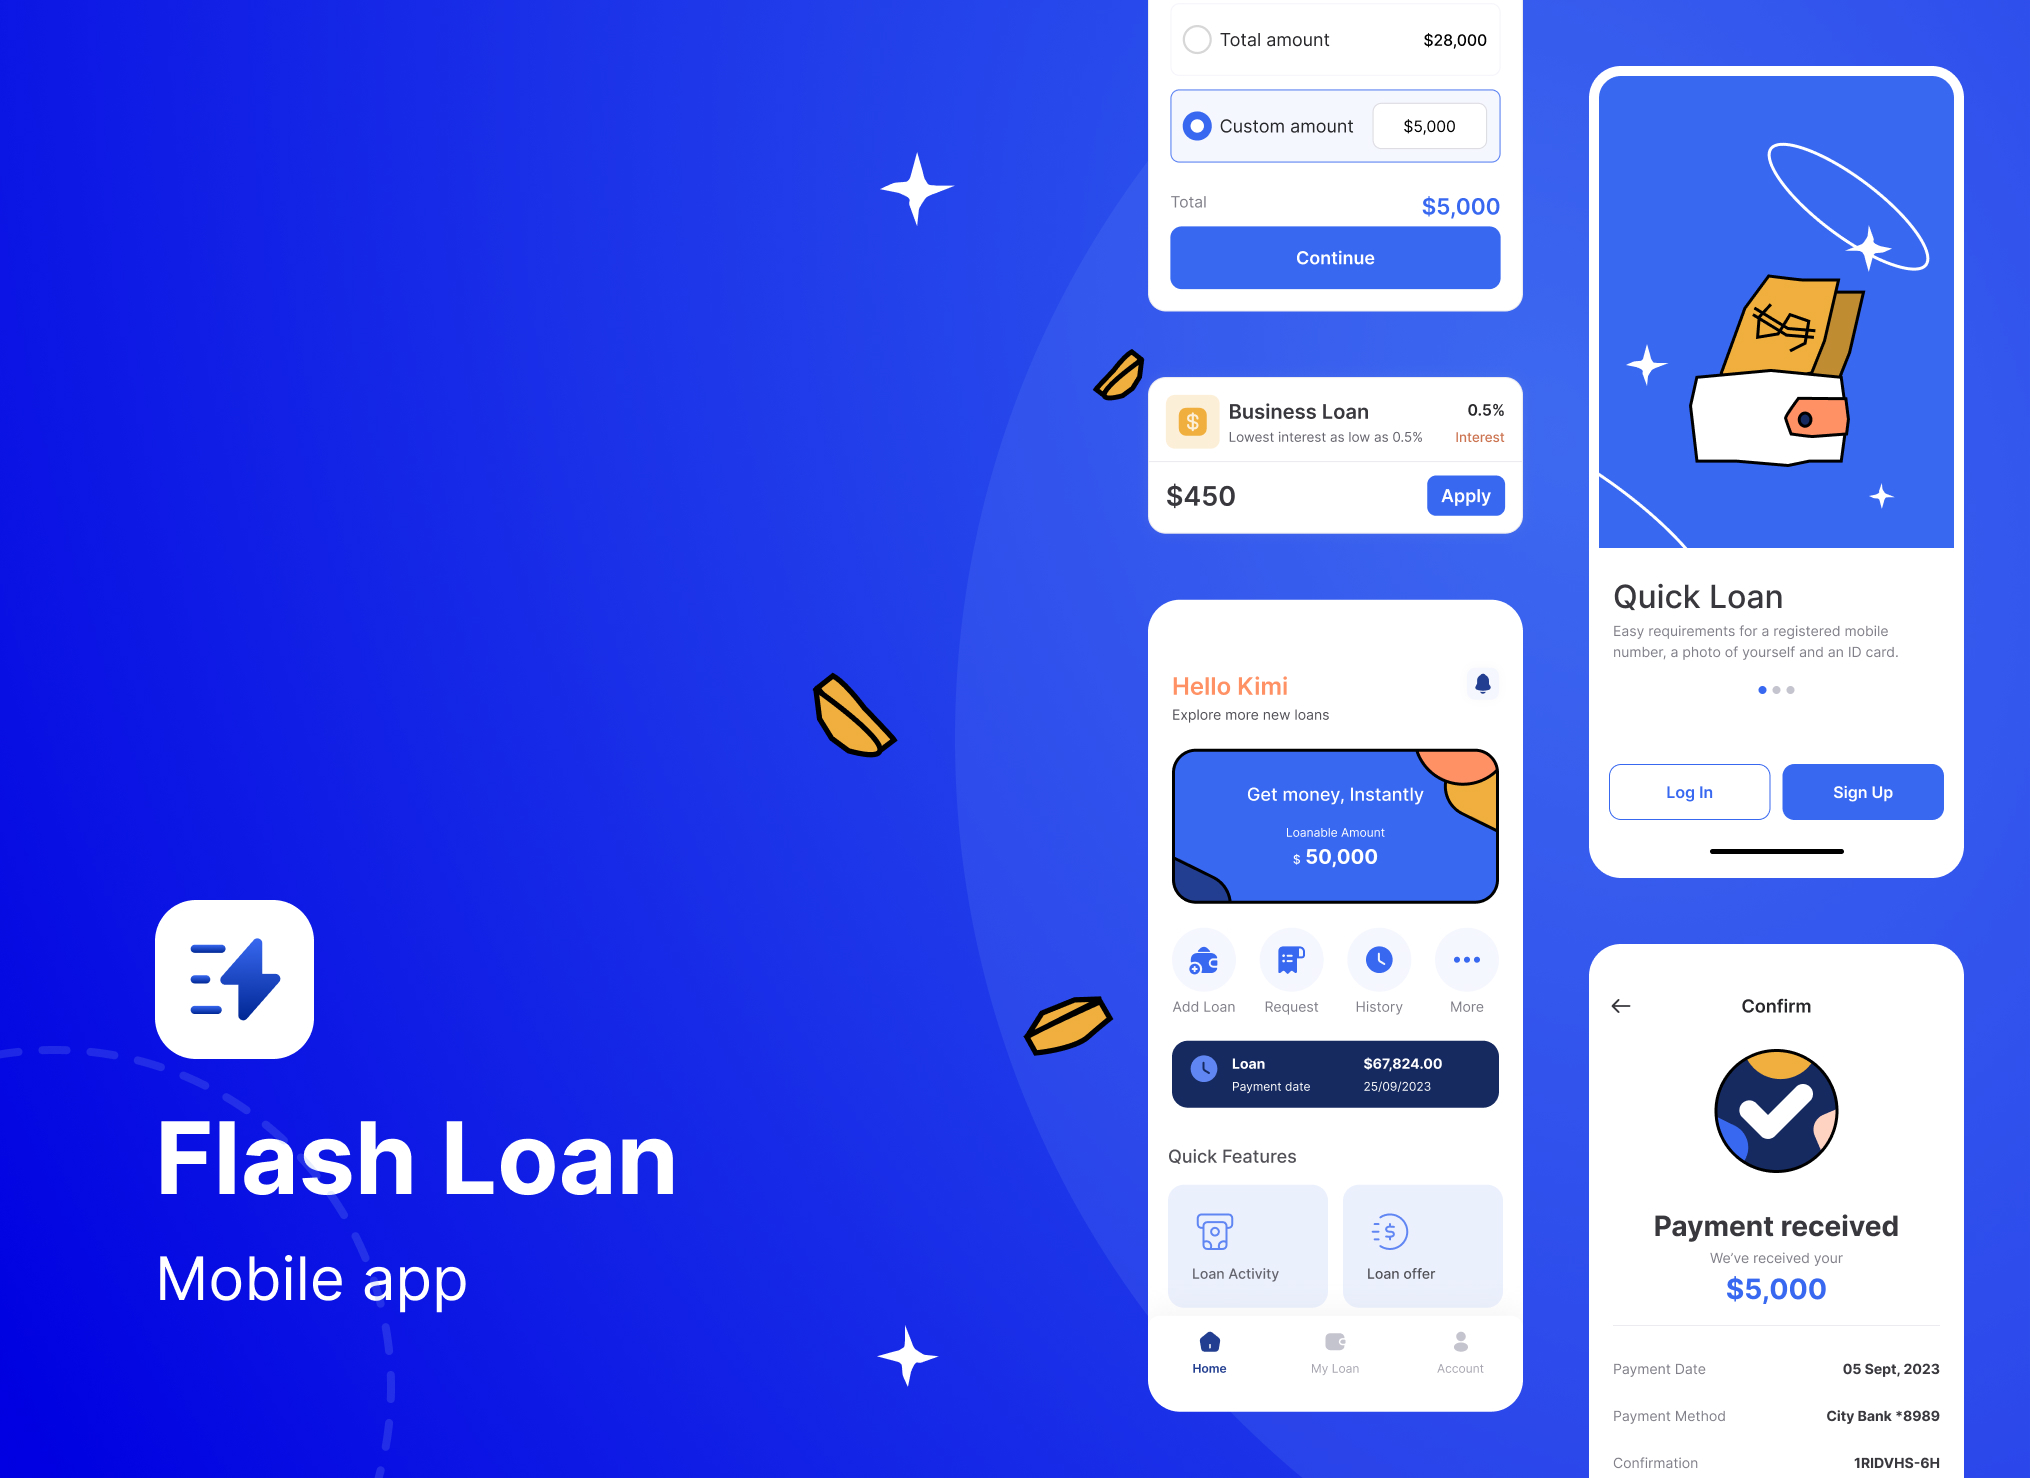 Flash Loan
Mobile app
Total amount $28,000
Custom amount $5,000
Total $5,000
Continue
$ Business Loan 0.5%
Lowest interest as low as 0.5% Interest
$450 Apply
Hello Kimi
Explore more new loans
Get money, Instantly
Loanable Amount
$ 50,000
Add Loan Request History More
Loan $67,824.00
Payment date 25/09/2023
Quick Features
Loan Activity Loan offer
Home My Loan Account
Quick Loan
Easy requirements for a registered mobile
number, a photo of yourself and an ID card.
Log In Sign Up
Confirm
Payment received
We've received your
$5,000
Payment Date 05 Sept, 2023
Payment Method City Bank *8989
Confirmation 1RIDVHS-6H